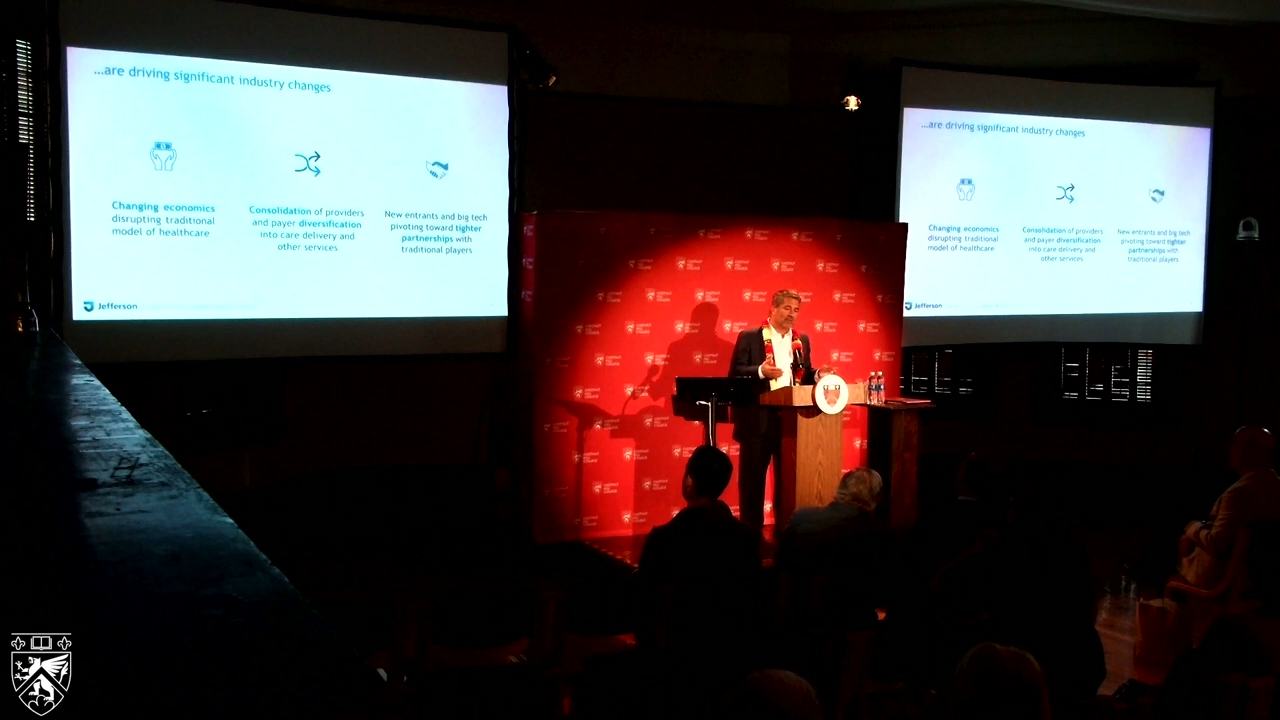 ...are driving significant industry changes
Changing economics
disrupting traditional
model of healthcare
Consolidation of providers
and payer diversification
into care delivery and
other services
New entrants and big tech
pivoting toward tighter
partnerships with
traditional players
Jefferson
...are driving significant industry changes
Changing economics
disrupting traditional
model of healthcare
Consolidation of providers
and payer diversification
into care delivery and
other services
New entrants and big tech
pivoting toward tighter
partnerships with
traditional players
Jefferson